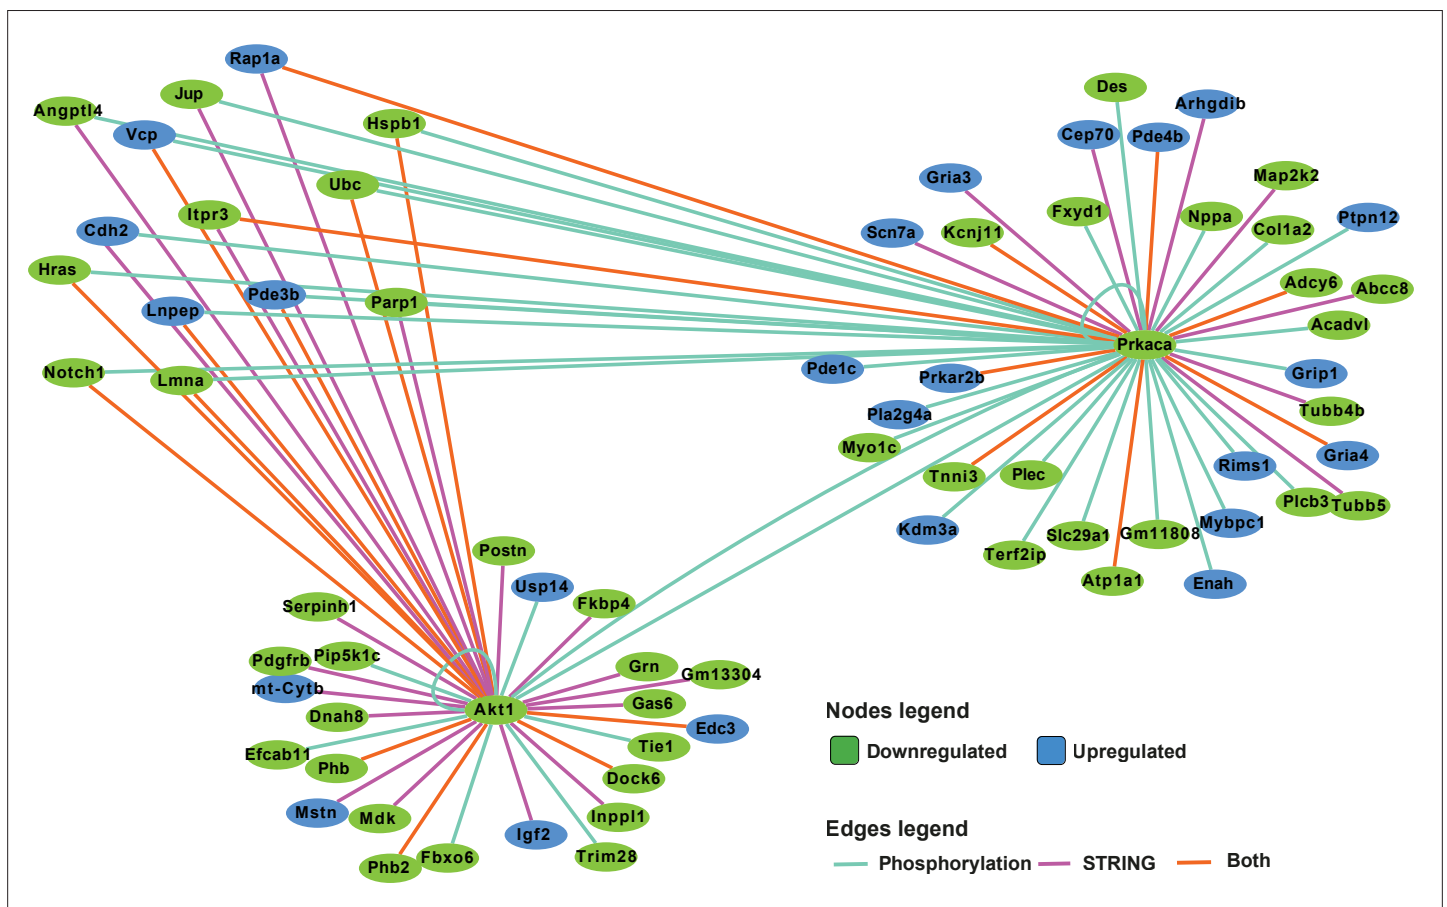 Rap1a
Jup
Angptl4
Vcp
Hspb1
Ubc
Itpr3
Cdh2
Hras
Pde3b
Parp1
Lnpep
Notch1
Lmna
Des
Arhgdib
Cep70
Pde4b
Gria3
Map2k2
Fxyd1
Nppa
Ptpn12
Scn7a
Kcnj11
Col1a2
Adcy6
Abcc8
Acadvl
Prkaca
Pde1c
Prkar2b
Grip1
Pla2g4a
Tubb4b
Myo1c
Gria4
Tnni3
Plec
Rims1
Plcb3
Tubb5
Kdm3a
Slc29a1
Gm11808
Mybpc1
Terf2ip
Atp1a1
Enah
Postn
Usp14
Fkbp4
Serpinh1
Pdgfrb
Pip5k1c
Grn
Gm13304
mt-Cytb
Gas6
Akt1
Dnah8
Edc3
Efcab11
Phb
Tie1
Dock6
Mstn
Mdk
Inppl1
Igf2
Phb2
Fbxo6
Trim28
Nodes legend
Downregulated
Upregulated
Edges legend
Phosphorylation
STRING
Both